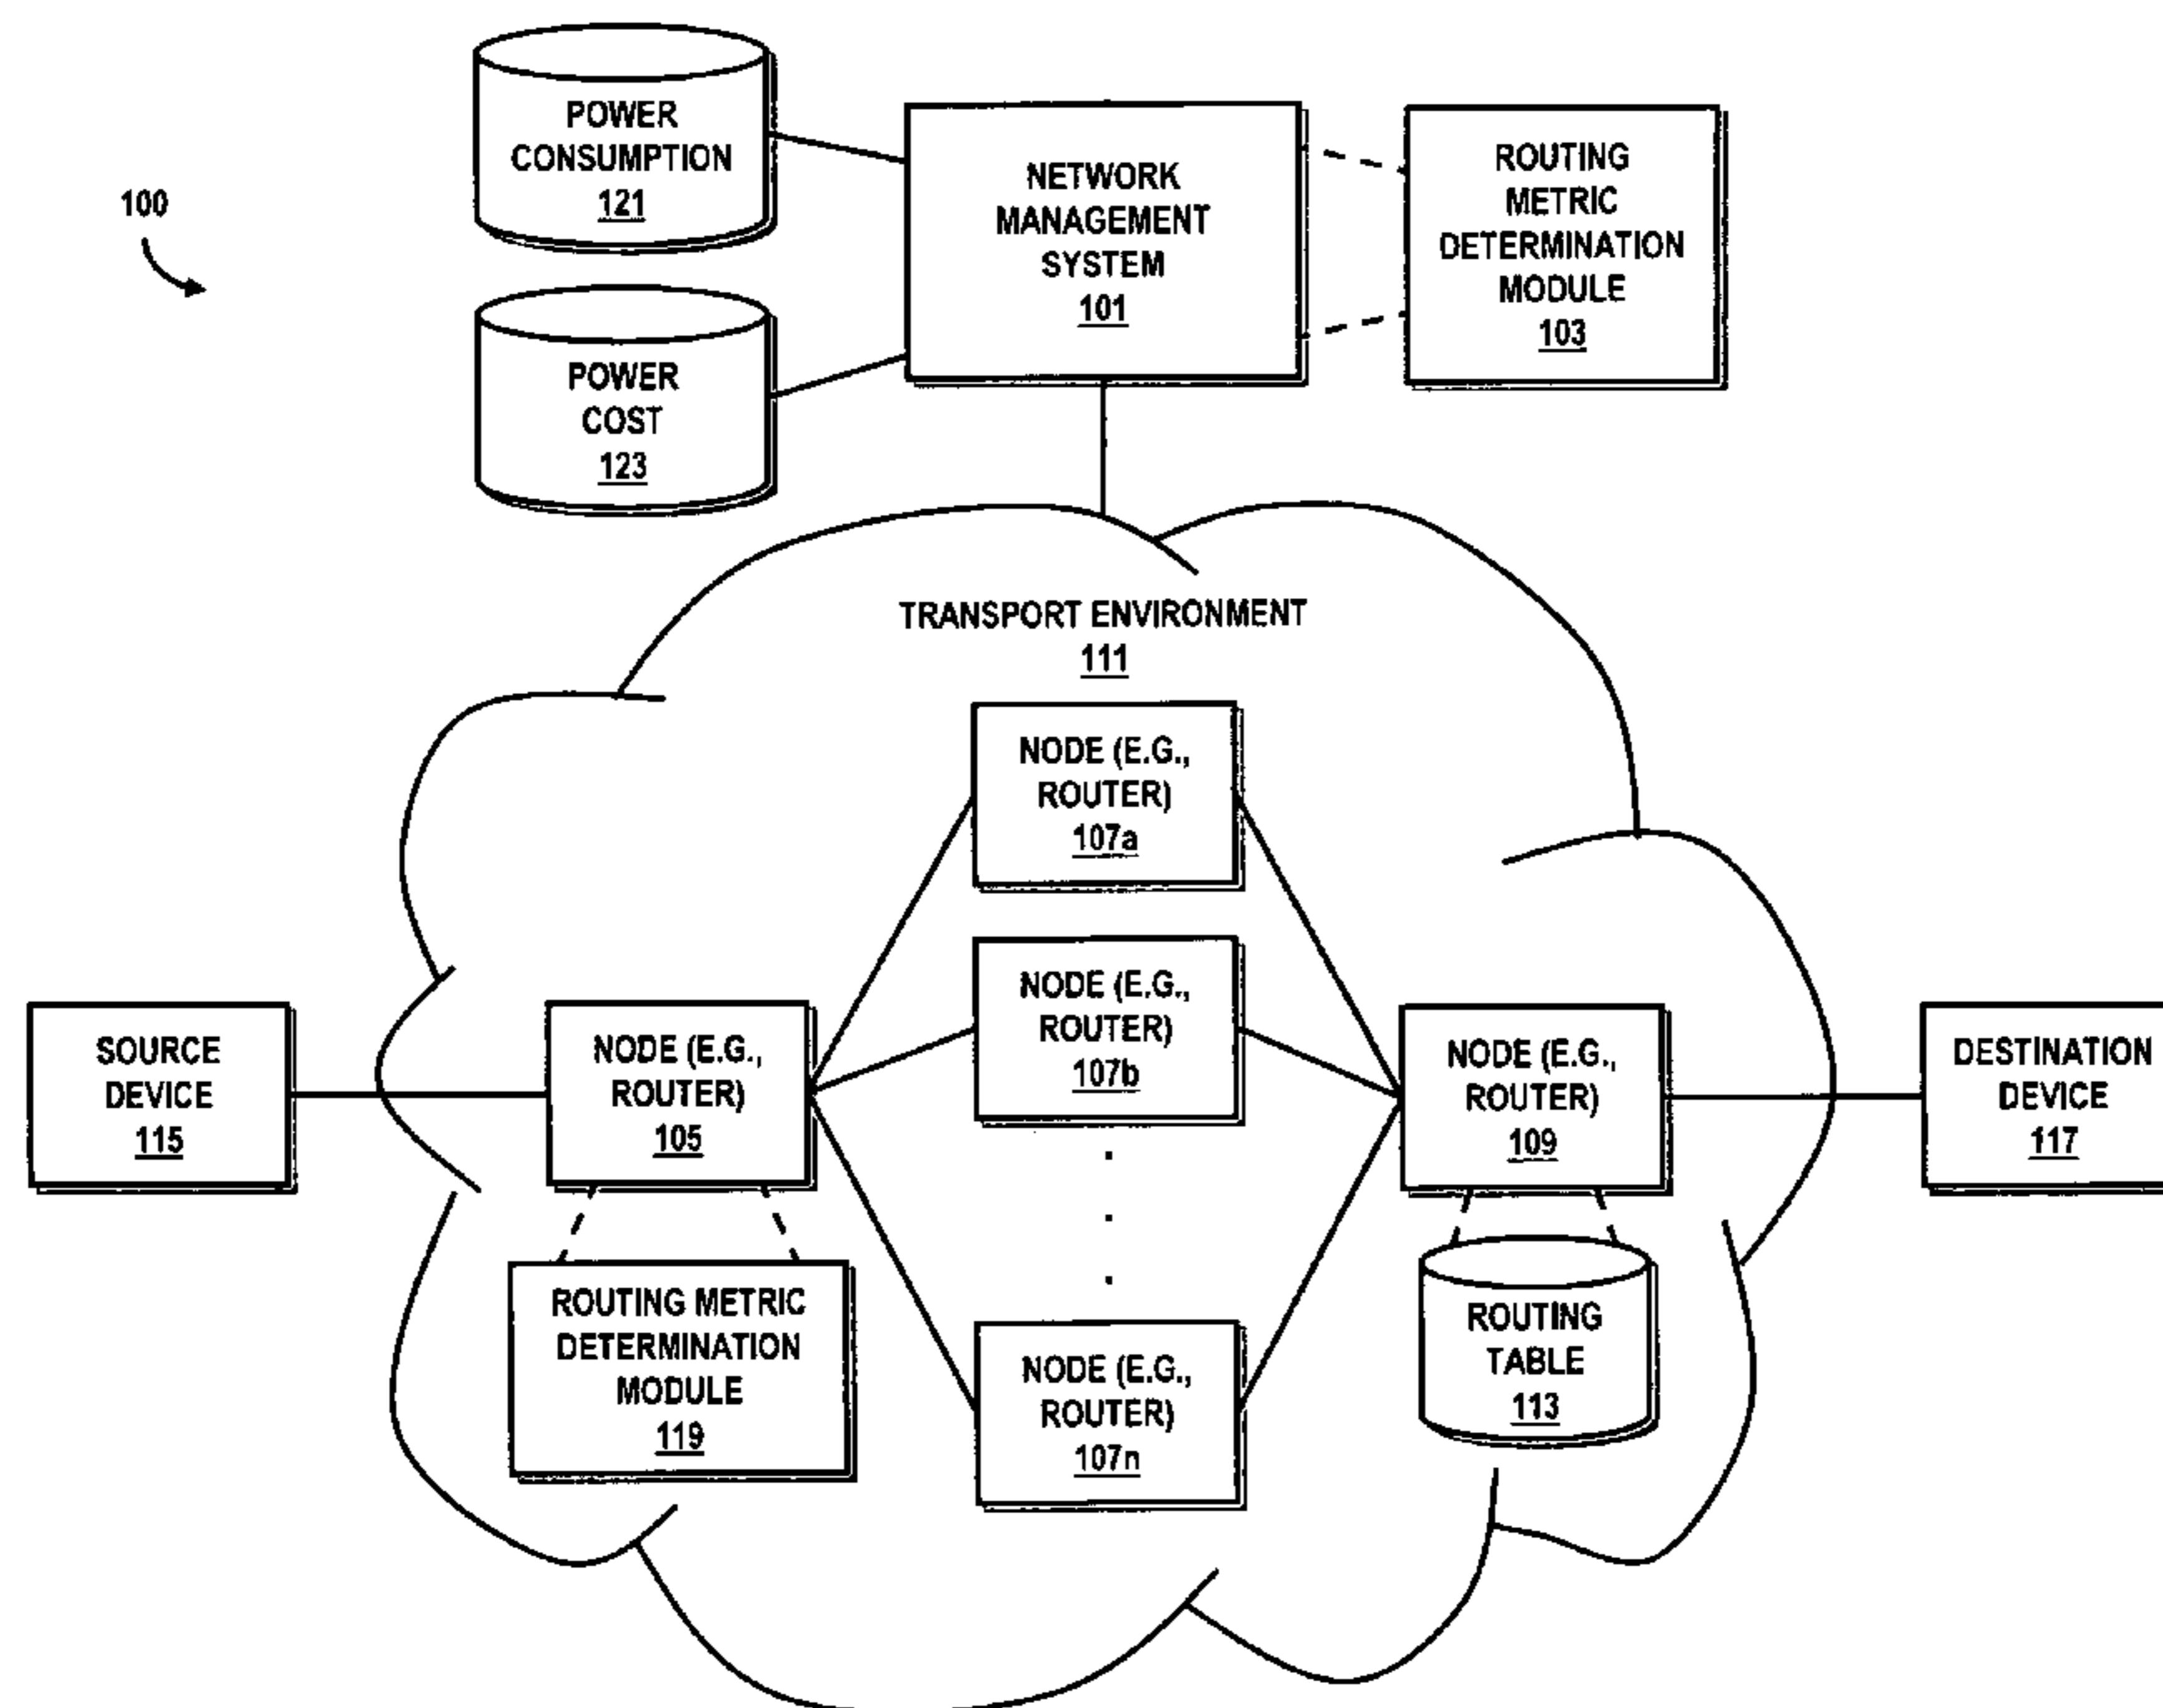 POWER
CONSUMPTION
121
100
POWER
COST
123
NETWORK
MANAGEMENT
SYSTEM
101
ROUTING
METRIC
DETERMINATION
MODULE
103
TRANSPORT ENVIRONMENT
111
NODE (E.G.,
ROUTER)
107a
NODE (E.G.,
ROUTER)
107b
NODE (E.G.,
ROUTER)
107n
SOURCE
DEVICE
115
NODE (E.G.,
ROUTER)
105
ROUTING METRIC
DETERMINATION
MODULE
119
NODE (E.G.,
ROUTER)
109
ROUTING
TABLE
113
DESTINATION
DEVICE
117